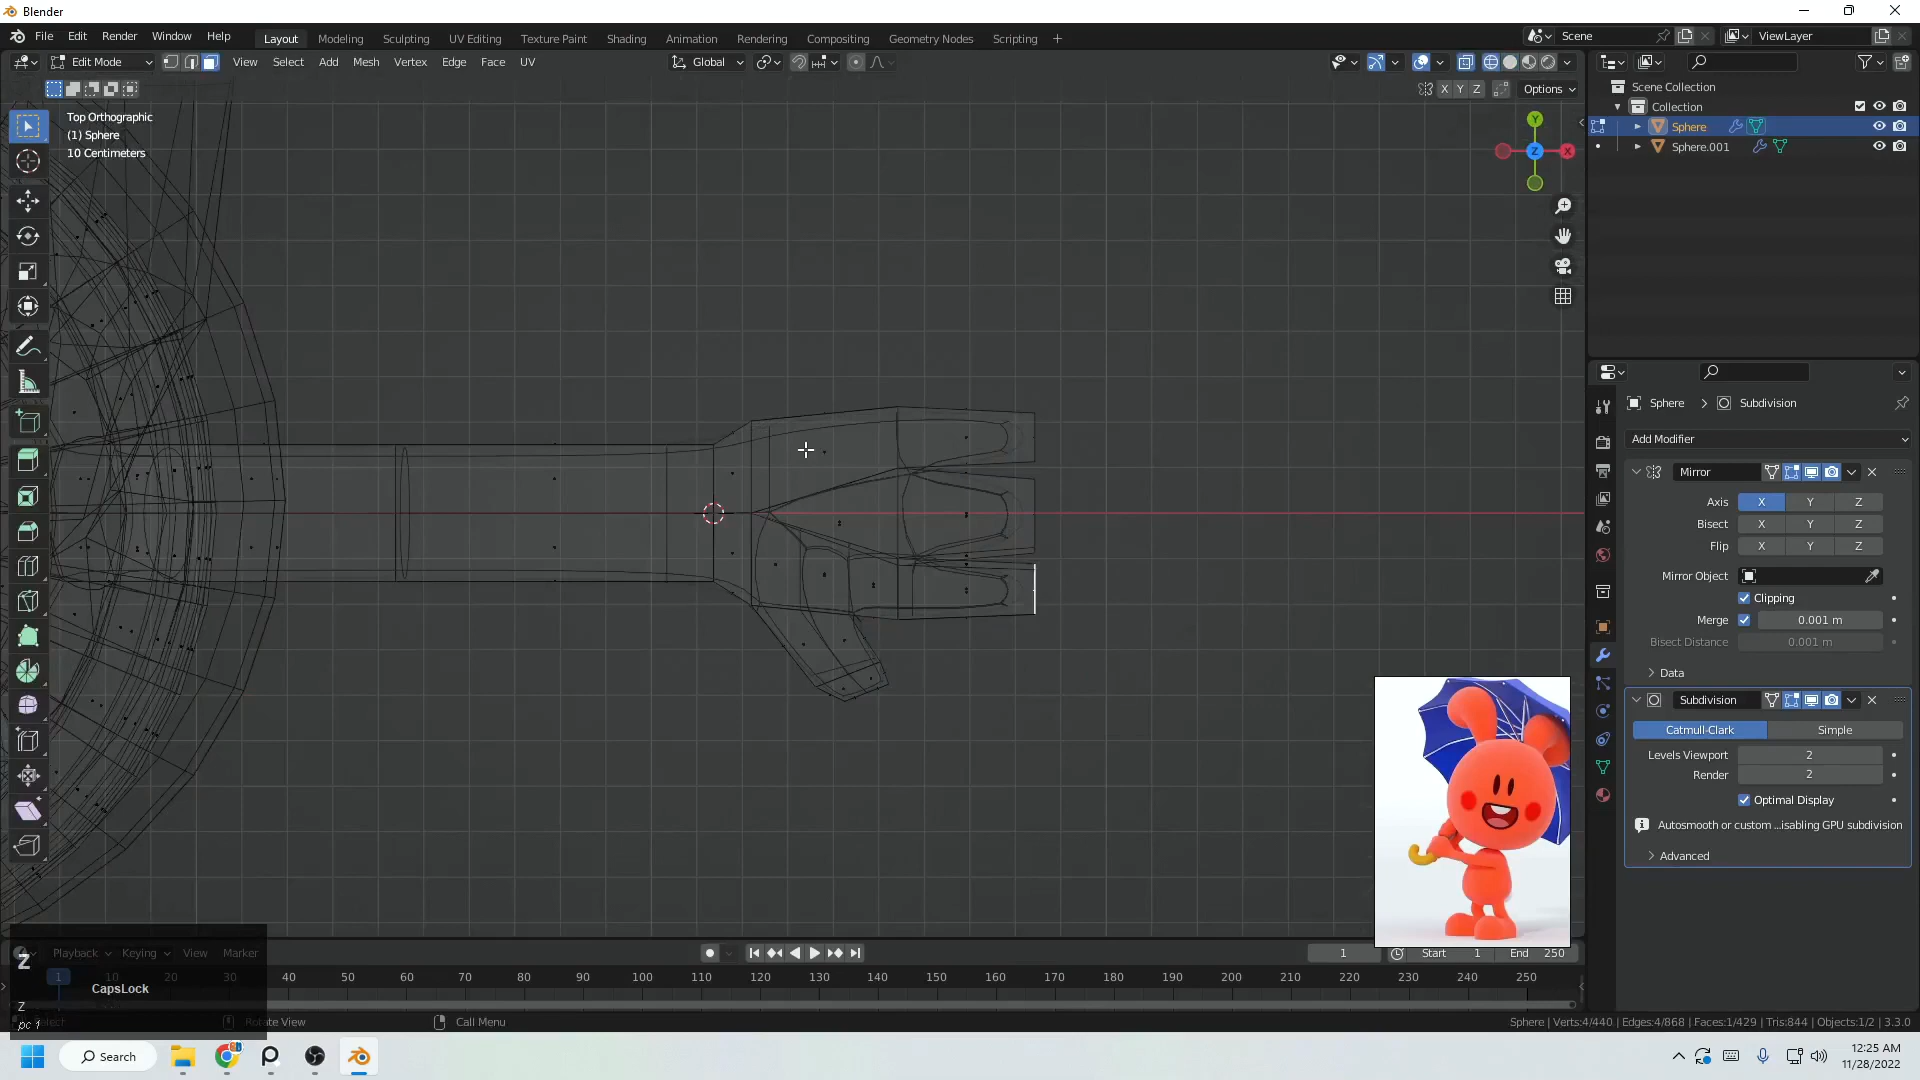 Blender
File Edit Render Window Help
Layout Modeling Sculpting UV Editing Texture Paint Shading Animation Rendering Compositing Geometry Nodes Scripting +
Scene ViewLayer
Edit Mode View Select Add Mesh Vertex Edge Face UV Global
X Y Z Options
Top Orthographic
(1) Sphere
10 Centimeters
Y
Z X
Scene Collection
Collection
Sphere
Sphere.001
Sphere > Subdivision
Add Modifier
Mirror
Axis X Y Z
Bisect X Y Z
Flip X Y Z
Mirror Object
Clipping
Merge 0.001 m
Bisect Distance 0.001 m
Data
Subdivision
Catmull-Clark Simple
Levels Viewport 2
Render 2
Optimal Display
Autosmooth or custom ...isabling GPU subdivision
Advanced
Playback Keying View Marker
1 Start 1 End 250
1 10 20 30 40 50 60 70 80 90 100 110 120 130 140 150 160 170 180 190 200 210 220 230 240 250
Z
CapsLock
Z
Rotate View Call Menu
Sphere | Verts:4/440 | Edges:4/868 | Faces:1/429 | Tris:844 | Objects:1/2 | 3.3.0
Search
12:25 AM
11/28/2022